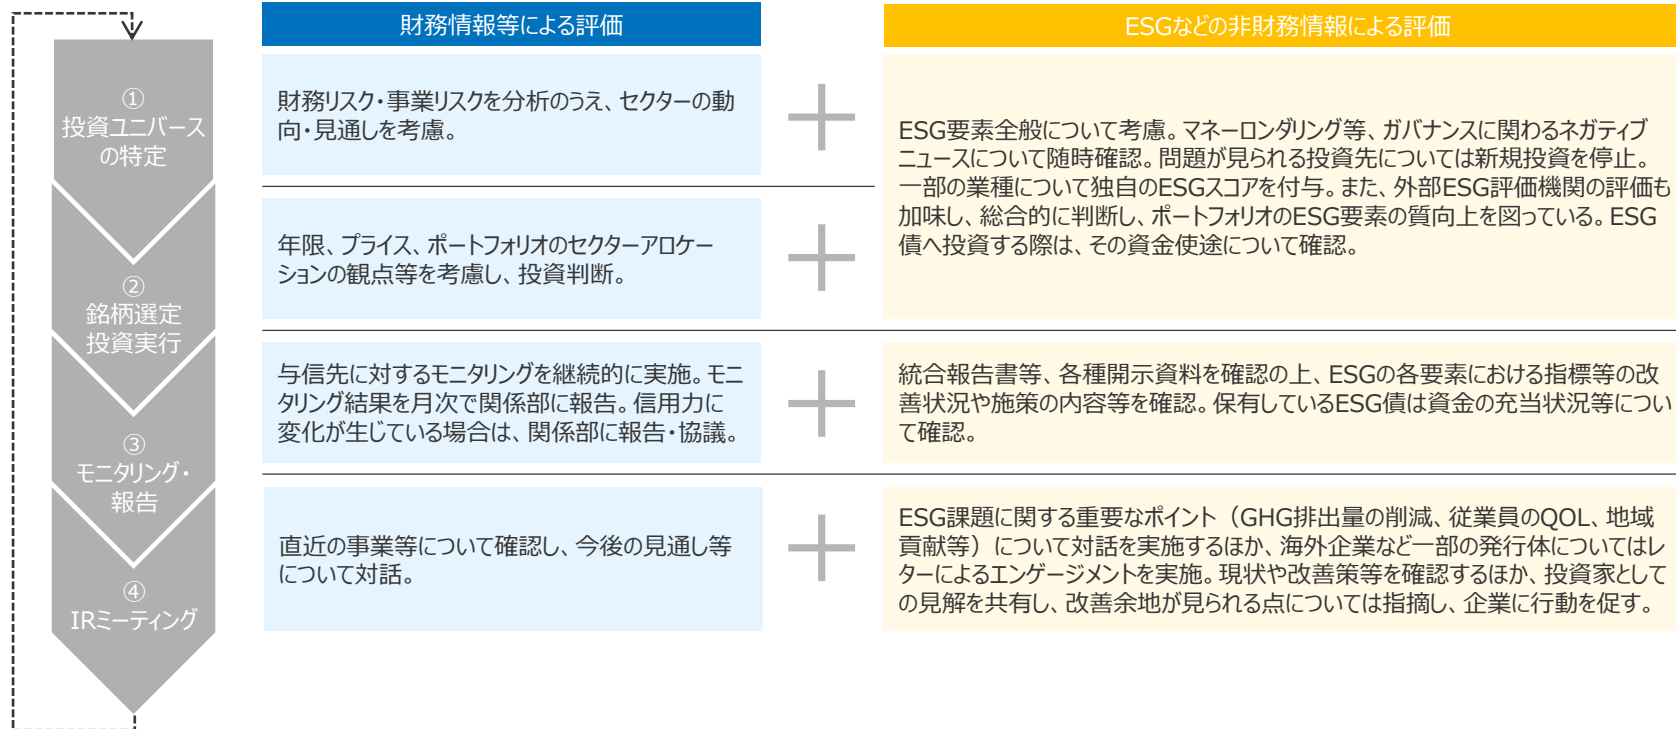 財務情報等による評価
ESGなどの非財務情報による評価
①
投資ユニバース
の特定
財務リスク・事業リスクを分析のうえ、セクターの動
向・見通しを考慮。
ESG要素全般について考慮。マネーロンダリング等、ガバナンスに関わるネガティブ
ニュースについて随時確認。問題が見られる投資先については新規投資を停止。
一部の業種について独自のESGスコアを付与。また、外部ESG評価機関の評価も
加味し、総合的に判断し、ポートフォリオのESG要素の質向上を図っている。ESG
債へ投資する際は、その資金使途について確認。
②
銘柄選定
投資実行
年限、プライス、ポートフォリオのセクターアロケー
ションの観点等を考慮し、投資判断。
③
モニタリング・
報告
与信先に対するモニタリングを継続的に実施。モニ
タリング結果を月次で関係部に報告。信用力に
変化が生じている場合は、関係部に報告・協議。
統合報告書等、各種開示資料を確認の上、ESGの各要素における指標等の改
善状況や施策の内容等を確認。保有しているESG債は資金の充当状況等につい
て確認。
④
IRミーティング
直近の事業等について確認し、今後の見通し等
について対話。
ESG課題に関する重要なポイント（GHG排出量の削減、従業員のQOL、地域
貢献等）について対話を実施するほか、海外企業など一部の発行体についてはレ
ターによるエンゲージメントを実施。現状や改善策等を確認するほか、投資家として
の見解を共有し、改善余地が見られる点については指摘し、企業に行動を促す。